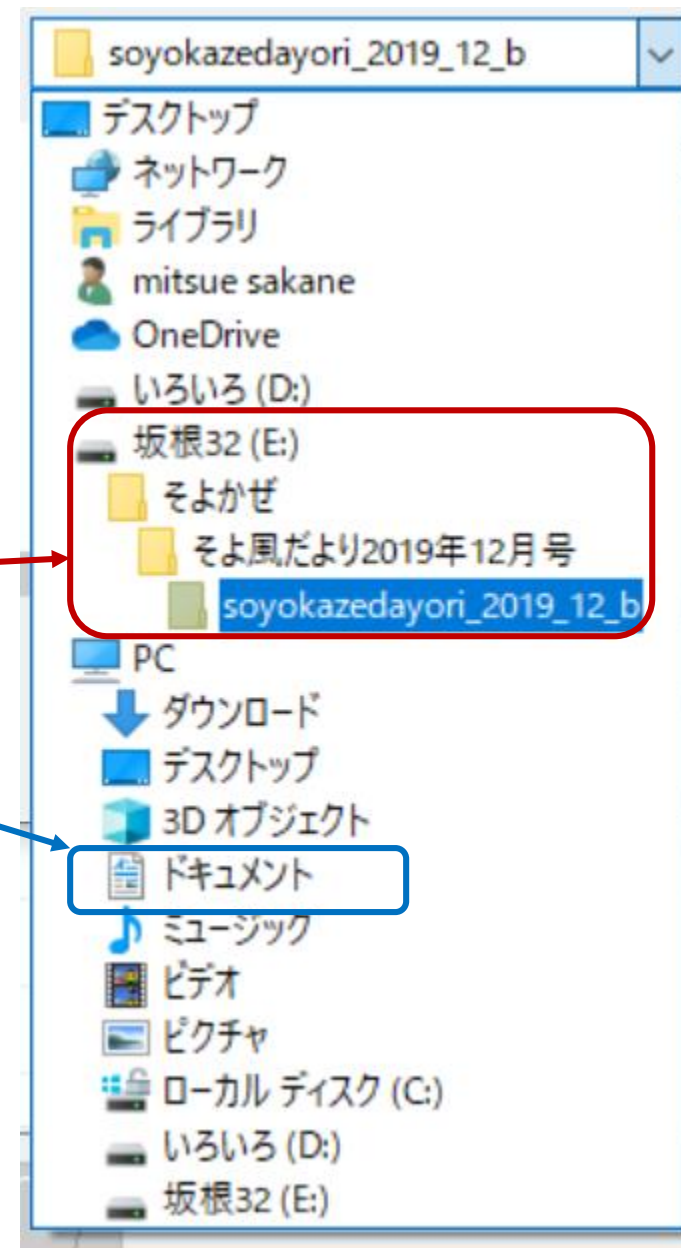 soyokazedayori_2019_12_b
デスクトップ
ネットワーク
ライブラリ
mitsue sakane
OneDrive
いろいろ (D:)
坂根32 (E:)
そよかぜ
そよ風だより2019年12月号
soyokazedayori_2019_12_b
PC
ダウンロード
デスクトップ
3D オブジェクト
ドキュメント
ミュージック
ビデオ
ピクチャ
ローカル ディスク (C:)
いろいろ (D:)
坂根32 (E:)